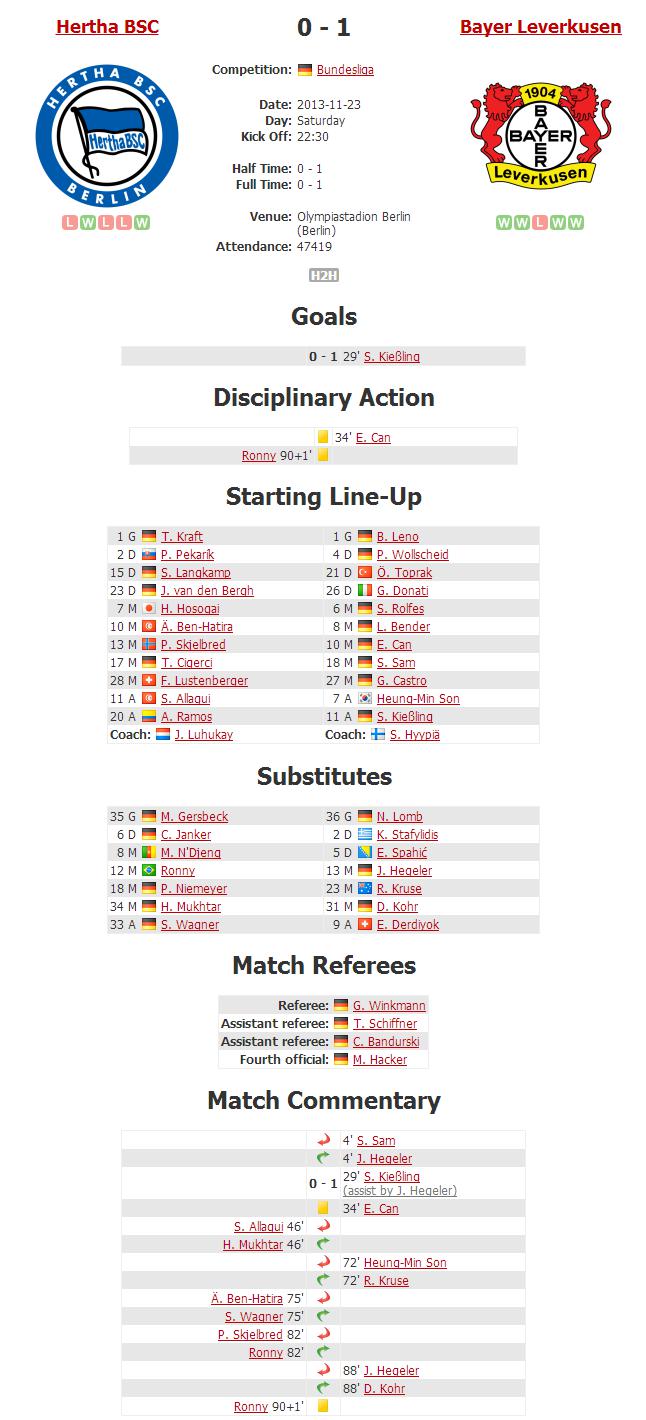 Hertha BSC 0 - 1 Bayer Leverkusen
HERTHA BSC
HerthaBSC
BERLIN
1904
BAYER
BAYER
Leverkusen
L W L L W
W W L W W
Competition: Bundesliga
Date: 2013-11-23
Day: Saturday
Kick Off: 22:30
Half Time: 0 - 1
Full Time: 0 - 1
Venue: Olympiastadion Berlin
(Berlin)
Attendance: 47419
H2H
Goals
0 - 1 29' S. Kießling
Disciplinary Action
34' E. Can
Ronny 90+1'
Starting Line-Up
1 G T. Kraft 1 G B. Leno
2 D P. Pekarík 4 D P. Wollscheid
15 D S. Langkamp 21 D Ö. Toprak
23 D J. van den Bergh 26 D G. Donati
7 M H. Hosogai 6 M S. Rolfes
10 M Ä. Ben-Hatira 8 M L. Bender
13 M P. Skjelbred 10 M E. Can
17 M T. Cigerci 18 M S. Sam
28 M F. Lustenberger 27 M G. Castro
11 A S. Allagui 7 A Heung-Min Son
20 A A. Ramos 11 A S. Kießling
Coach: J. Luhukay Coach: S. Hyypiä
Substitutes
35 G M. Gersbeck 36 G N. Lomb
6 D C. Janker 2 D K. Stafylidis
8 M M. N'Djeng 5 D E. Spahić
12 M Ronny 13 M J. Hegeler
18 M P. Niemeyer 23 M R. Kruse
34 M H. Mukhtar 31 M D. Kohr
33 A S. Wagner 9 A E. Derdiyok
Match Referees
Referee: G. Winkmann
Assistant referee: T. Schiffner
Assistant referee: C. Bandurski
Fourth official: M. Hacker
Match Commentary
4' S. Sam
4' J. Hegeler
0 - 1 29' S. Kießling
(assist by J. Hegeler)
34' E. Can
S. Allagui 46'
H. Mukhtar 46'
72' Heung-Min Son
72' R. Kruse
Ä. Ben-Hatira 75'
S. Wagner 75'
P. Skjelbred 82'
Ronny 82'
88' J. Hegeler
88' D. Kohr
Ronny 90+1'